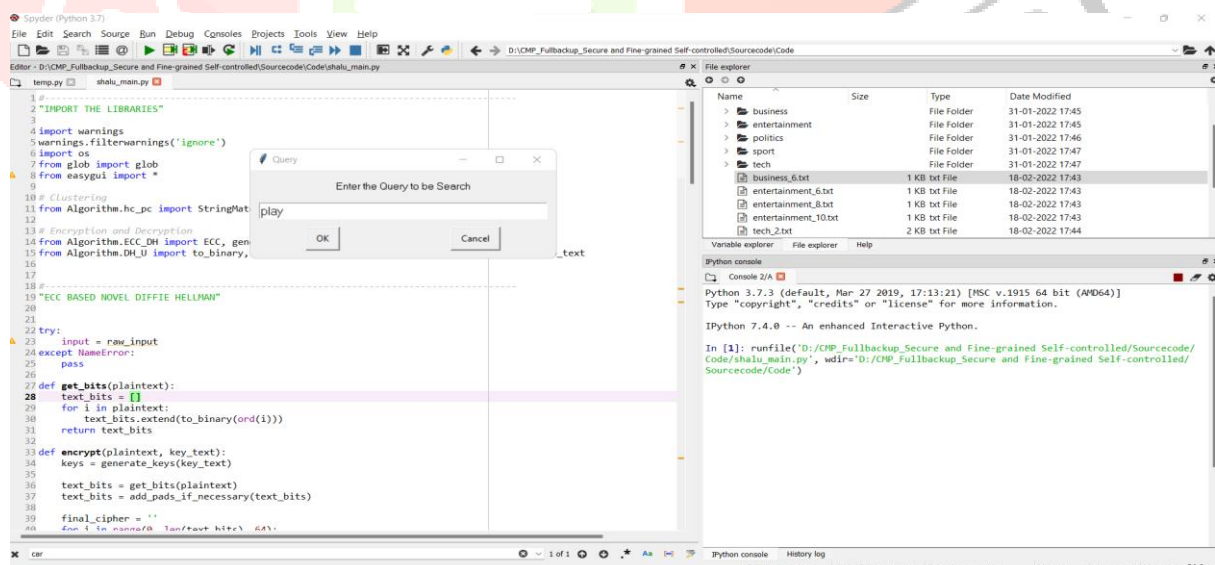 Spyder (Python 3.7)
File Edit Search Source Run Debug Consoles Projects Tools View Help
D:\CMP_Fullbackup_Secure and Fine-grained Self-controlled\Sourcecode\Code
Editor - D:\CMP_Fullbackup_Secure and Fine-grained Self-controlled\Sourcecode\Code\shalu_main.py
temp.py shalu_main.py
1 #----------------------------------------------------------------
2 "IMPORT THE LIBRARIES"
3
4 import warnings
5 warnings.filterwarnings('ignore')
6 import os
7 from glob import glob
8 from easygui import *
9
10 # Clustering
11 from Algorithm.hc_pc import StringMat
12
13 # Encryption and Decryption
14 from Algorithm.ECC_DH import ECC, gen
15 from Algorithm.DH_U import to_binary, _text
16
17
18 #----------------------------------------------------------------
19 "ECC BASED NOVEL DIFFIE HELLMAN"
20
21
22 try:
23 input = raw_input
24 except NameError:
25 pass
26
27 def get_bits(plaintext):
28 text_bits = []
29 for i in plaintext:
30 text_bits.extend(to_binary(ord(i)))
31 return text_bits
32
33 def encrypt(plaintext, key_text):
34 keys = generate_keys(key_text)
35
36 text_bits = get_bits(plaintext)
37 text_bits = add_pads_if_necessary(text_bits)
38
39 final_cipher = ''
40 for i in range(0, len(text_bits), 64):
Query
Enter the Query to be Search
play
OK Cancel
car
1 of 1
Aa
File explorer
Name Size Type Date Modified
business File Folder 31-01-2022 17:45
entertainment File Folder 31-01-2022 17:45
politics File Folder 31-01-2022 17:46
sport File Folder 31-01-2022 17:47
tech File Folder 31-01-2022 17:47
business_6.txt 1 KB txt File 18-02-2022 17:43
entertainment_6.txt 1 KB txt File 18-02-2022 17:43
entertainment_8.txt 1 KB txt File 18-02-2022 17:43
entertainment_10.txt 1 KB txt File 18-02-2022 17:43
tech_2.txt 2 KB txt File 18-02-2022 17:44
Variable explorer File explorer Help
IPython console
Console 2/A
Python 3.7.3 (default, Mar 27 2019, 17:13:21) [MSC v.1915 64 bit (AMD64)]
Type "copyright", "credits" or "license" for more information.
IPython 7.4.0 -- An enhanced Interactive Python.
In [1]: runfile('D:/CMP_Fullbackup_Secure and Fine-grained Self-controlled/Sourcecode/
Code/shalu_main.py', wdir='D:/CMP_Fullbackup_Secure and Fine-grained Self-controlled/
Sourcecode/Code')
IPython console History log